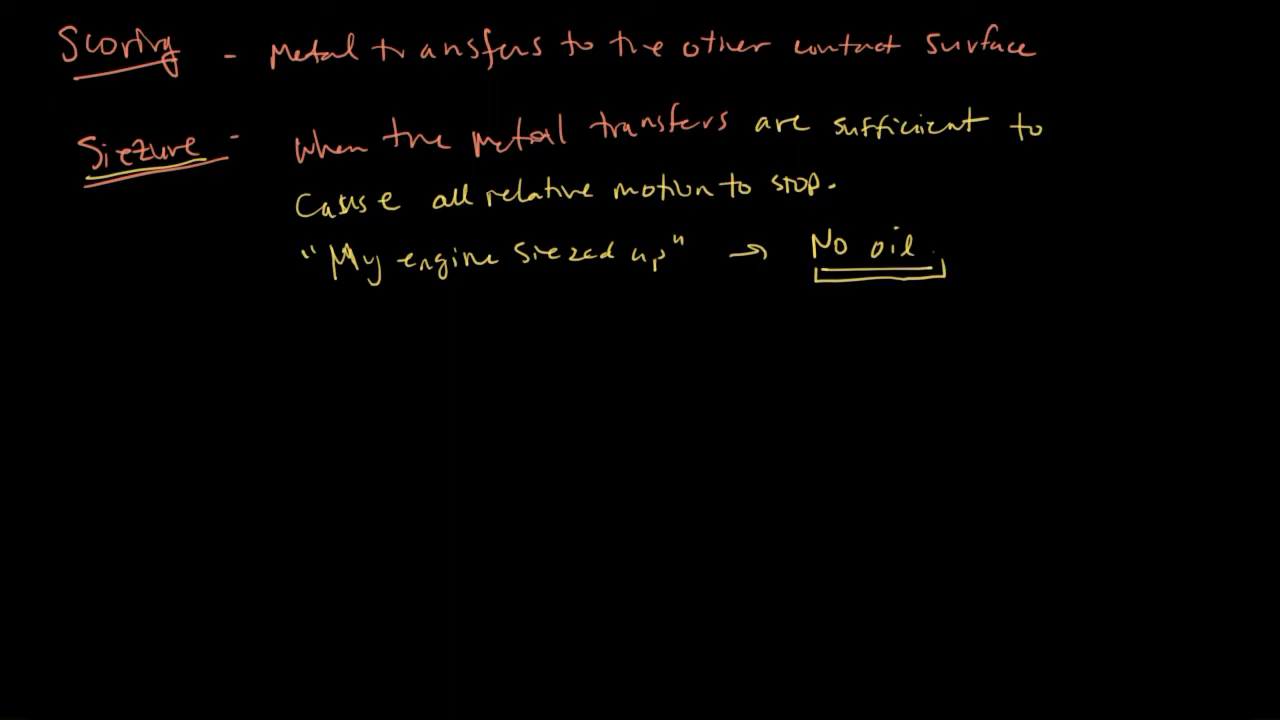 Scoring - Metal transfers to the other contact surface
Siezure - When the metal transfers are sufficient to
Cause all relative motion to stop.
"My engine siezed up" → No oil.